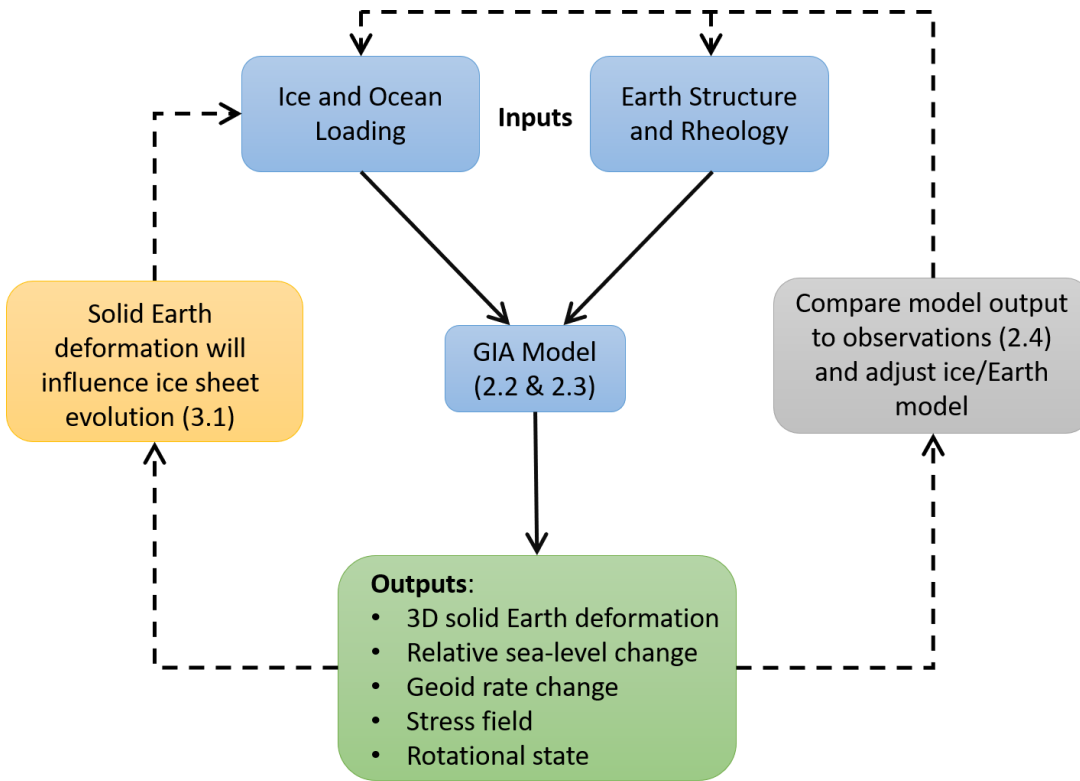 Ice and Ocean
Loading
Inputs
Earth Structure
and Rheology
Solid Earth
deformation will
influence ice sheet
evolution (3.1)
GIA Model
(2.2 & 2.3)
Compare model output
to observations (2.4)
and adjust ice/Earth
model
Outputs:
• 3D solid Earth deformation
• Relative sea-level change
• Geoid rate change
• Stress field
• Rotational state